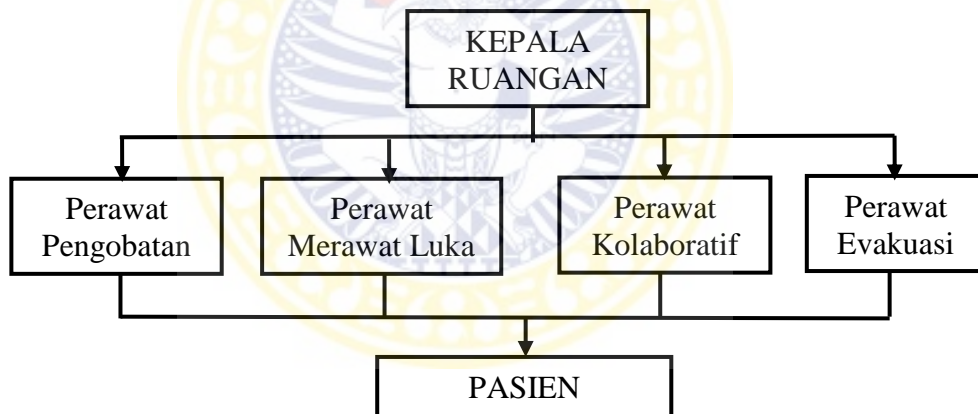 KEPALA
RUANGAN
Perawat
Pengobatan
Perawat
Merawat Luka
Perawat
Kolaboratif
Perawat
Evakuasi
PASIEN